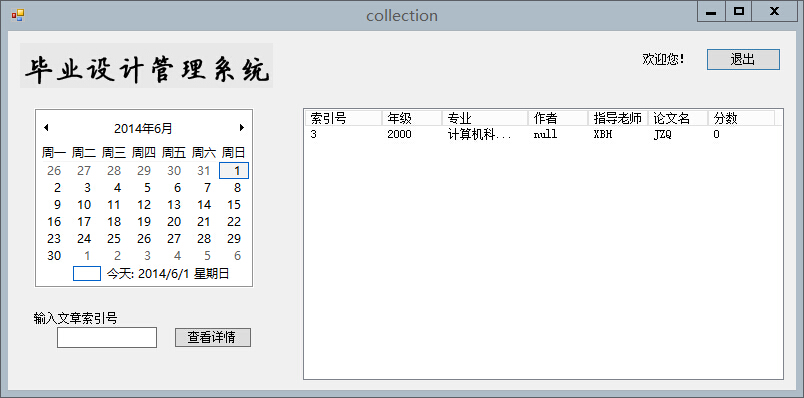 collection
毕业设计管理系统
欢迎您!
退出
2014年6月
周一 周二 周三 周四 周五 周六 周日
26 27 28 29 30 31 1
2 3 4 5 6 7 8
9 10 11 12 13 14 15
16 17 18 19 20 21 22
23 24 25 26 27 28 29
30 1 2 3 4 5 6
今天: 2014/6/1 星期日
输入文章索引号
查看详情
索引号 年级 专业 作者 指导老师 论文名 分数
3 2000 计算机科... null XBH JZQ 0